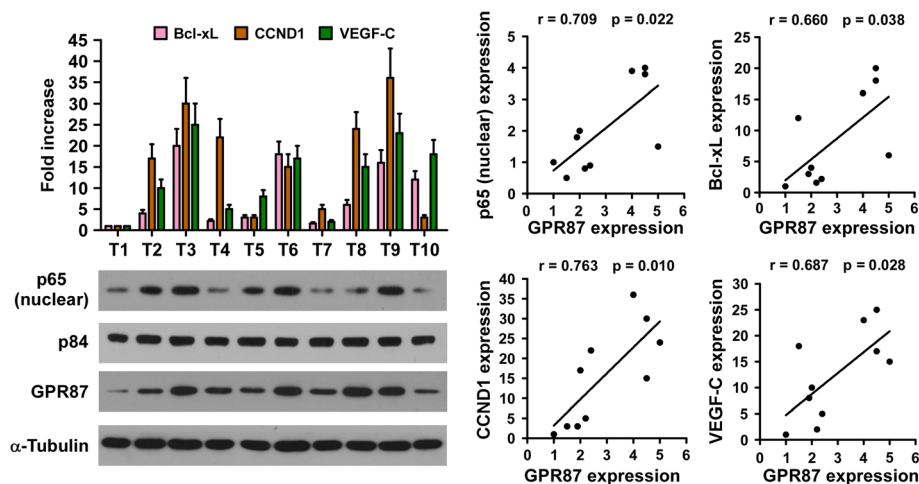 Bcl-xL CCND1 VEGF-C
Fold increase
45
40
35
30
25
20
15
10
5
0
T1 T2 T3 T4 T5 T6 T7 T8 T9 T10
p65
(nuclear)
p84
GPR87
α-Tubulin
r = 0.709 p = 0.022
p65 (nuclear) expression
5
4
3
2
1
0
0 1 2 3 4 5 6
GPR87 expression
r = 0.660 p = 0.038
Bcl-xL expression
25
20
15
10
5
0
0 1 2 3 4 5 6
GPR87 expression
r = 0.763 p = 0.010
CCND1 expression
40
35
30
25
20
15
10
5
0
0 1 2 3 4 5 6
GPR87 expression
r = 0.687 p = 0.028
VEGF-C expression
30
25
20
15
10
5
0
0 1 2 3 4 5 6
GPR87 expression